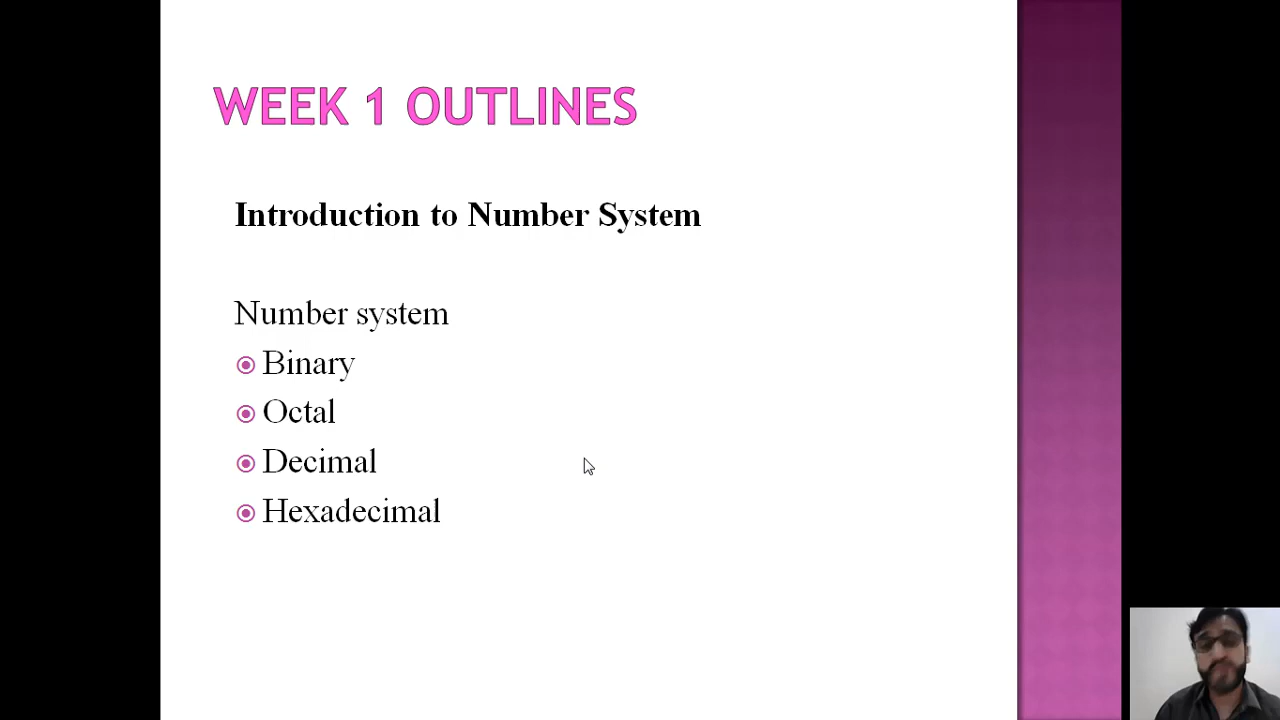 WEEK 1 OUTLINES
Introduction to Number System
Number system
Binary
Octal
Decimal
Hexadecimal